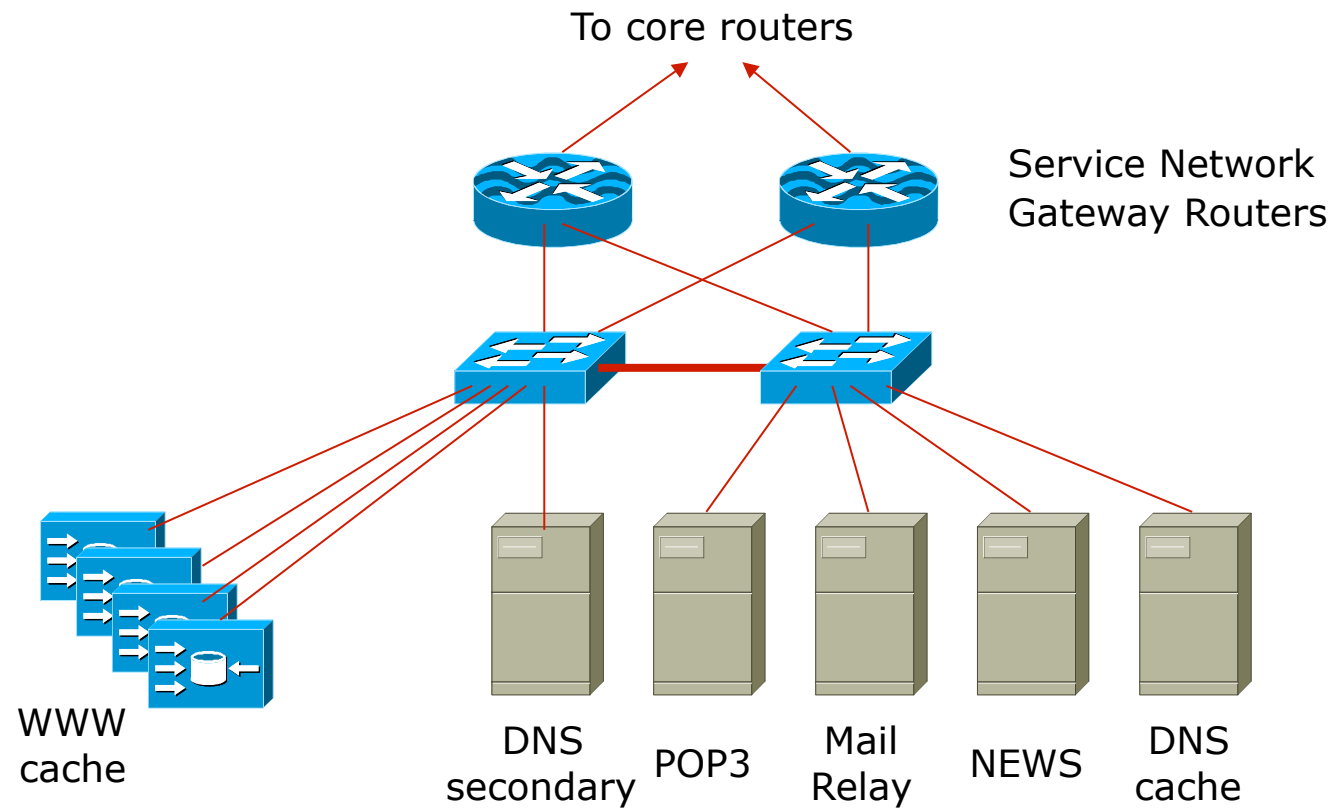 To core routers
Service Network
Gateway Routers
WWW
cache
DNS
secondary
POP3
Mail
Relay
NEWS
DNS
cache